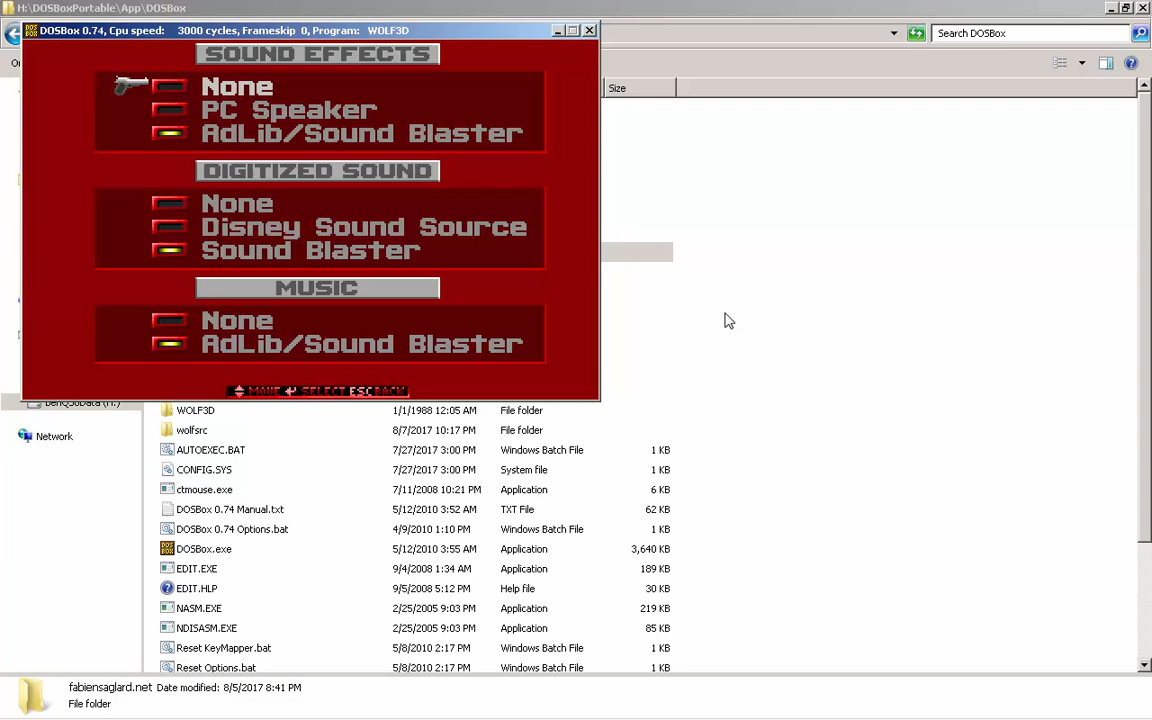 H:\DOSBoxPortable\App\DOSBox
DOSBox 0.74, Cpu speed: 3000 cycles, Frameskip 0, Program: WOLF3D
Search DOSBox
Size
SOUND EFFECTS
None
PC Speaker
AdLib/Sound Blaster
DIGITIZED SOUND
None
Disney Sound Source
Sound Blaster
MUSIC
None
AdLib/Sound Blaster
MOVE SELECT ESC BACK
WOLF3D 1/1/1988 12:05 AM File folder
wolfsrc 8/7/2017 10:17 PM File folder
Network
AUTOEXEC.BAT 7/27/2017 3:00 PM Windows Batch File 1 KB
CONFIG.SYS 7/27/2017 3:00 PM System file 1 KB
ctmouse.exe 7/11/2008 10:21 PM Application 6 KB
DOSBox 0.74 Manual.txt 5/12/2010 3:52 AM TXT File 62 KB
DOSBox 0.74 Options.bat 4/9/2010 1:10 PM Windows Batch File 1 KB
DOSBox.exe 5/12/2010 3:55 AM Application 3,640 KB
EDIT.EXE 9/4/2008 1:34 AM Application 189 KB
EDIT.HLP 9/5/2008 5:12 PM Help file 30 KB
NASM.EXE 2/25/2005 9:03 PM Application 219 KB
NDISASM.EXE 2/25/2005 9:03 PM Application 85 KB
Reset KeyMapper.bat 5/8/2010 2:17 PM Windows Batch File 1 KB
Reset Options.bat 5/8/2010 2:17 PM Windows Batch File 1 KB
fabiensaglard.net Date modified: 8/5/2017 8:41 PM
File folder